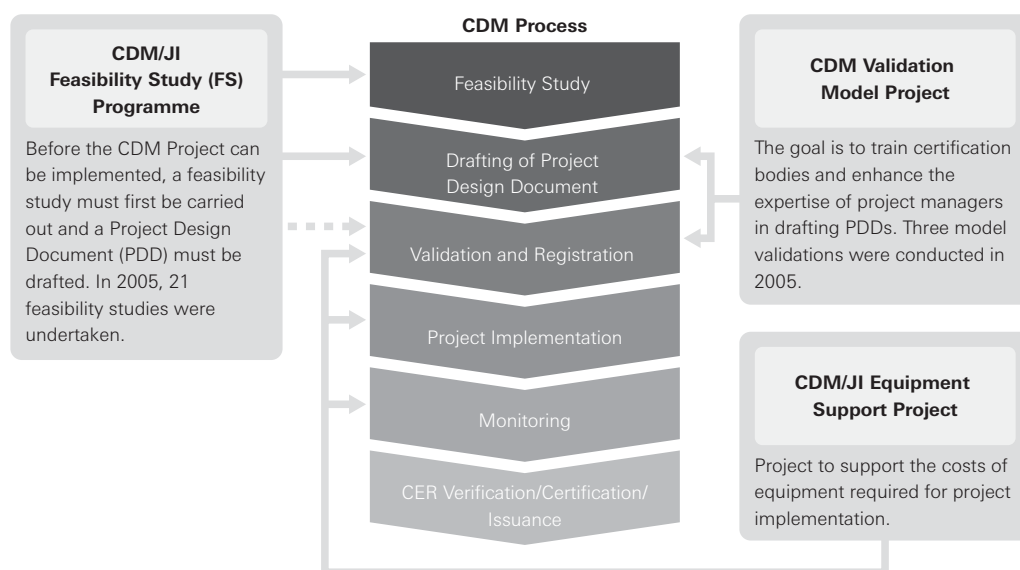 CDM/JI
Feasibility Study (FS)
Programme
Before the CDM Project can
be implemented, a feasibility
study must first be carried
out and a Project Design
Document (PDD) must be
drafted. In 2005, 21
feasibility studies were
undertaken.
CDM Process
Feasibility Study
Drafting of Project
Design Document
Validation and Registration
Project Implementation
Monitoring
CER Verification/Certification/
Issuance
CDM Validation
Model Project
The goal is to train certification
bodies and enhance the
expertise of project managers
in drafting PDDs. Three model
validations were conducted in
2005.
CDM/JI Equipment
Support Project
Project to support the costs of
equipment required for project
implementation.